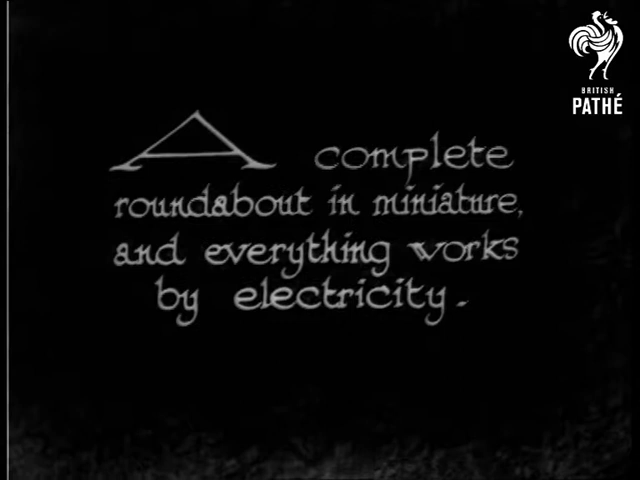 BRITISH
PATHÉ
A complete
roundabout in miniature,
and everything works
by electricity.